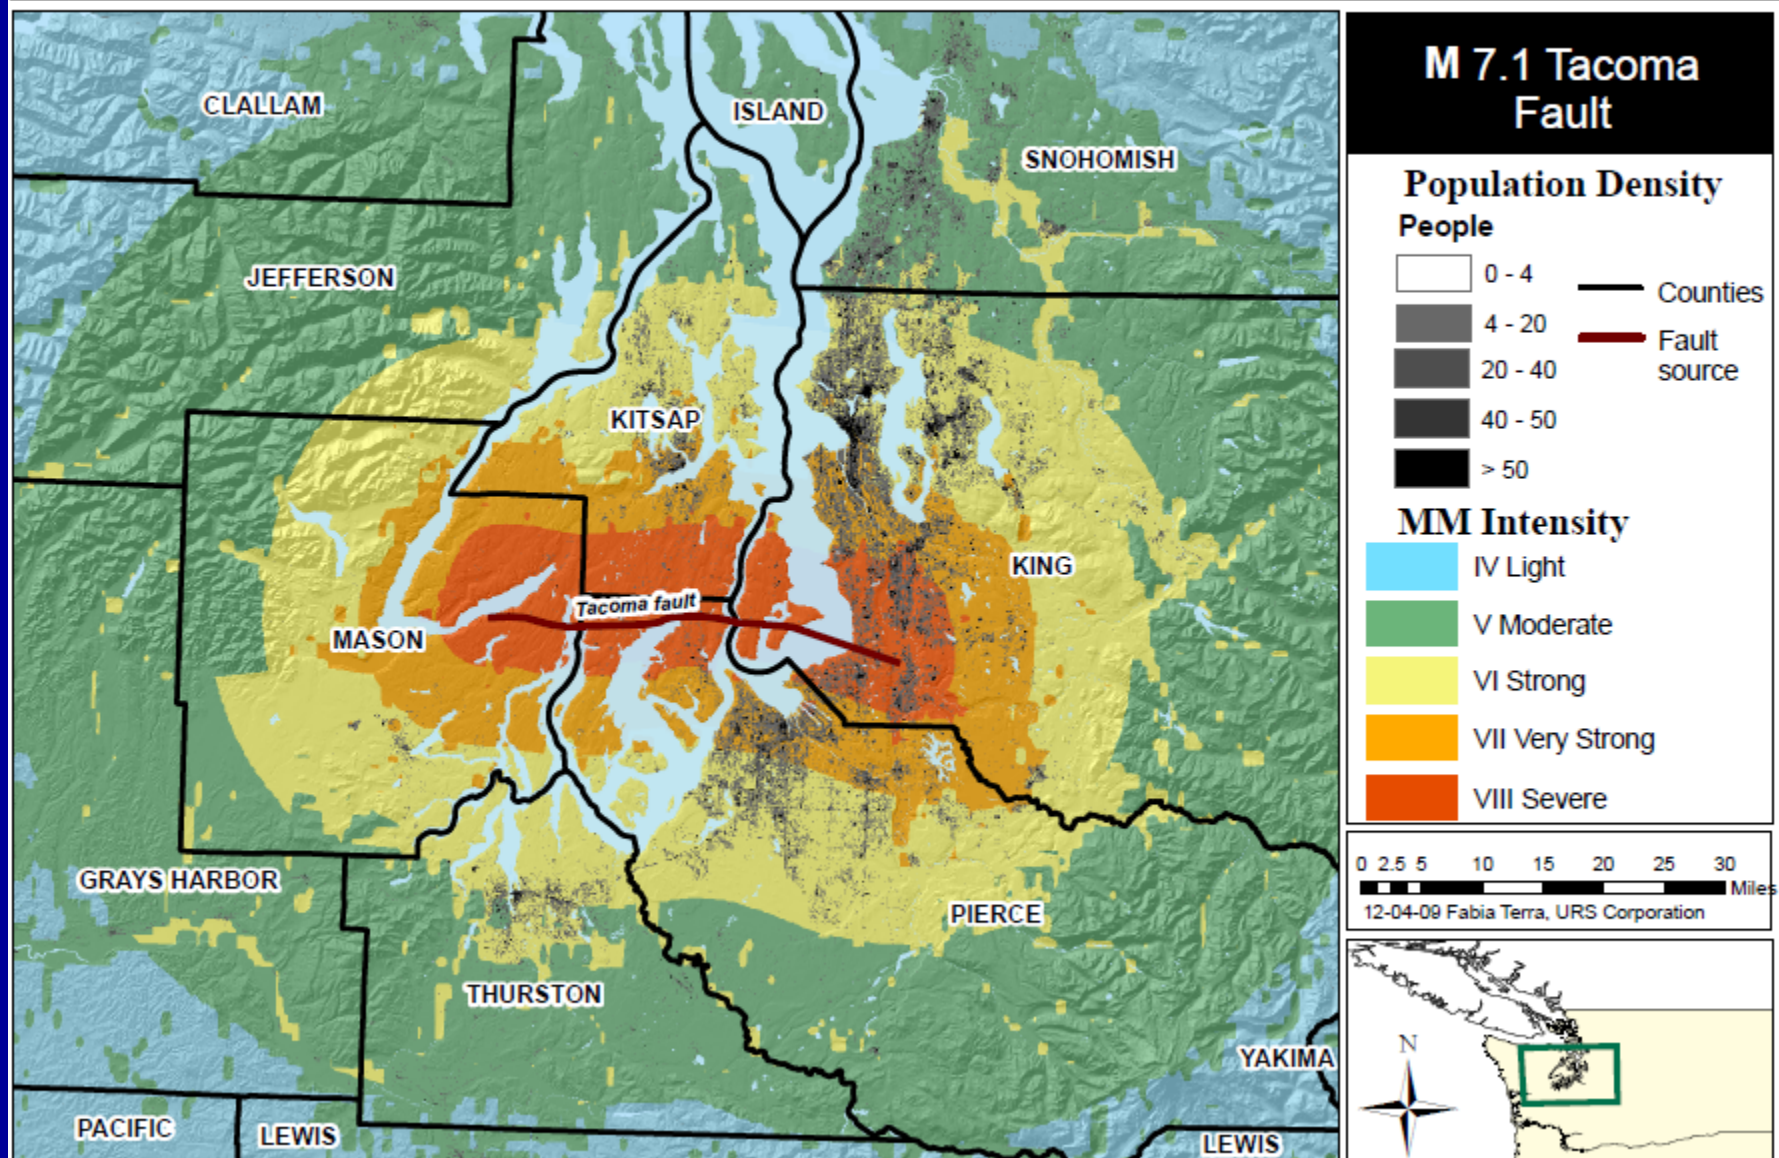 M 7.1 Tacoma
Fault
Population Density
People
0 - 4
4 - 20
20 - 40
40 - 50
> 50
Counties
Fault
source
MM Intensity
IV Light
V Moderate
VI Strong
VII Very Strong
VIII Severe
0 2.5 5 10 15 20 25 30
Miles
12-04-09 Fabia Terra, URS Corporation
N
CLALLAM
ISLAND
SNOHOMISH
JEFFERSON
KITSAP
KING
Tacoma fault
MASON
GRAYS HARBOR
PIERCE
THURSTON
YAKIMA
PACIFIC
LEWIS
LEWIS